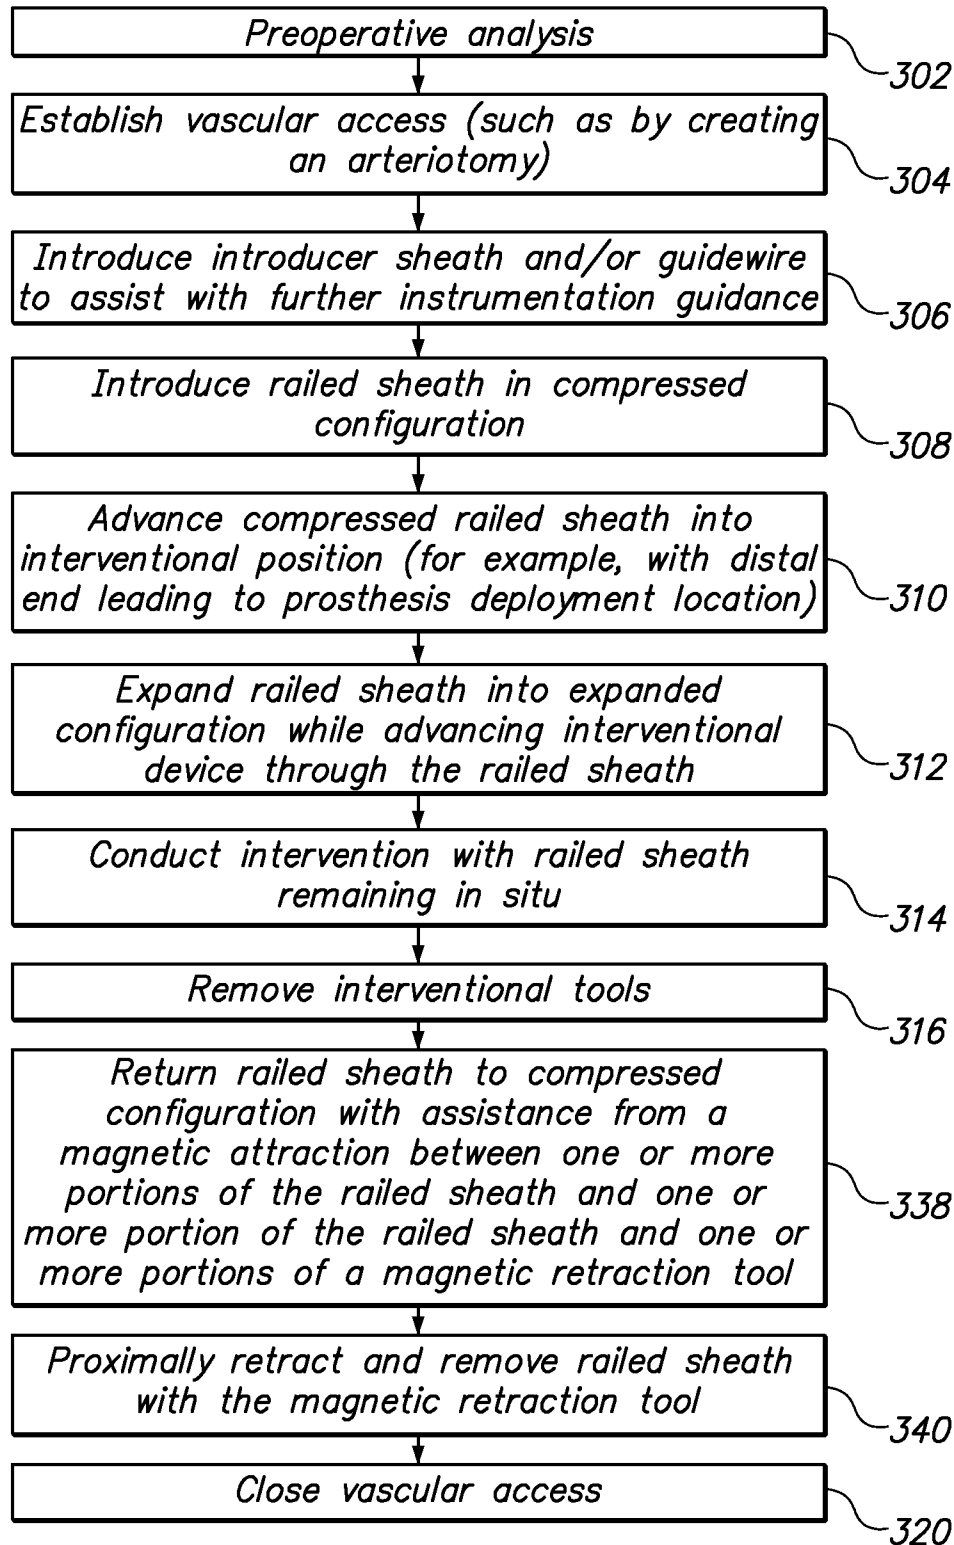 Preoperative analysis
302
Establish vascular access (such as by creating
an arteriotomy)
304
Introduce introducer sheath and/or guidewire
to assist with further instrumentation guidance
306
Introduce railed sheath in compressed
configuration
308
Advance compressed railed sheath into
interventional position (for example, with distal
end leading to prosthesis deployment location)
310
Expand railed sheath into expanded
configuration while advancing interventional
device through the railed sheath
312
Conduct intervention with railed sheath
remaining in situ
314
Remove interventional tools
316
Return railed sheath to compressed
configuration with assistance from a
magnetic attraction between one or more
portions of the railed sheath and one or
more portion of the railed sheath and one or
more portions of a magnetic retraction tool
338
Proximally retract and remove railed sheath
with the magnetic retraction tool
340
Close vascular access
320